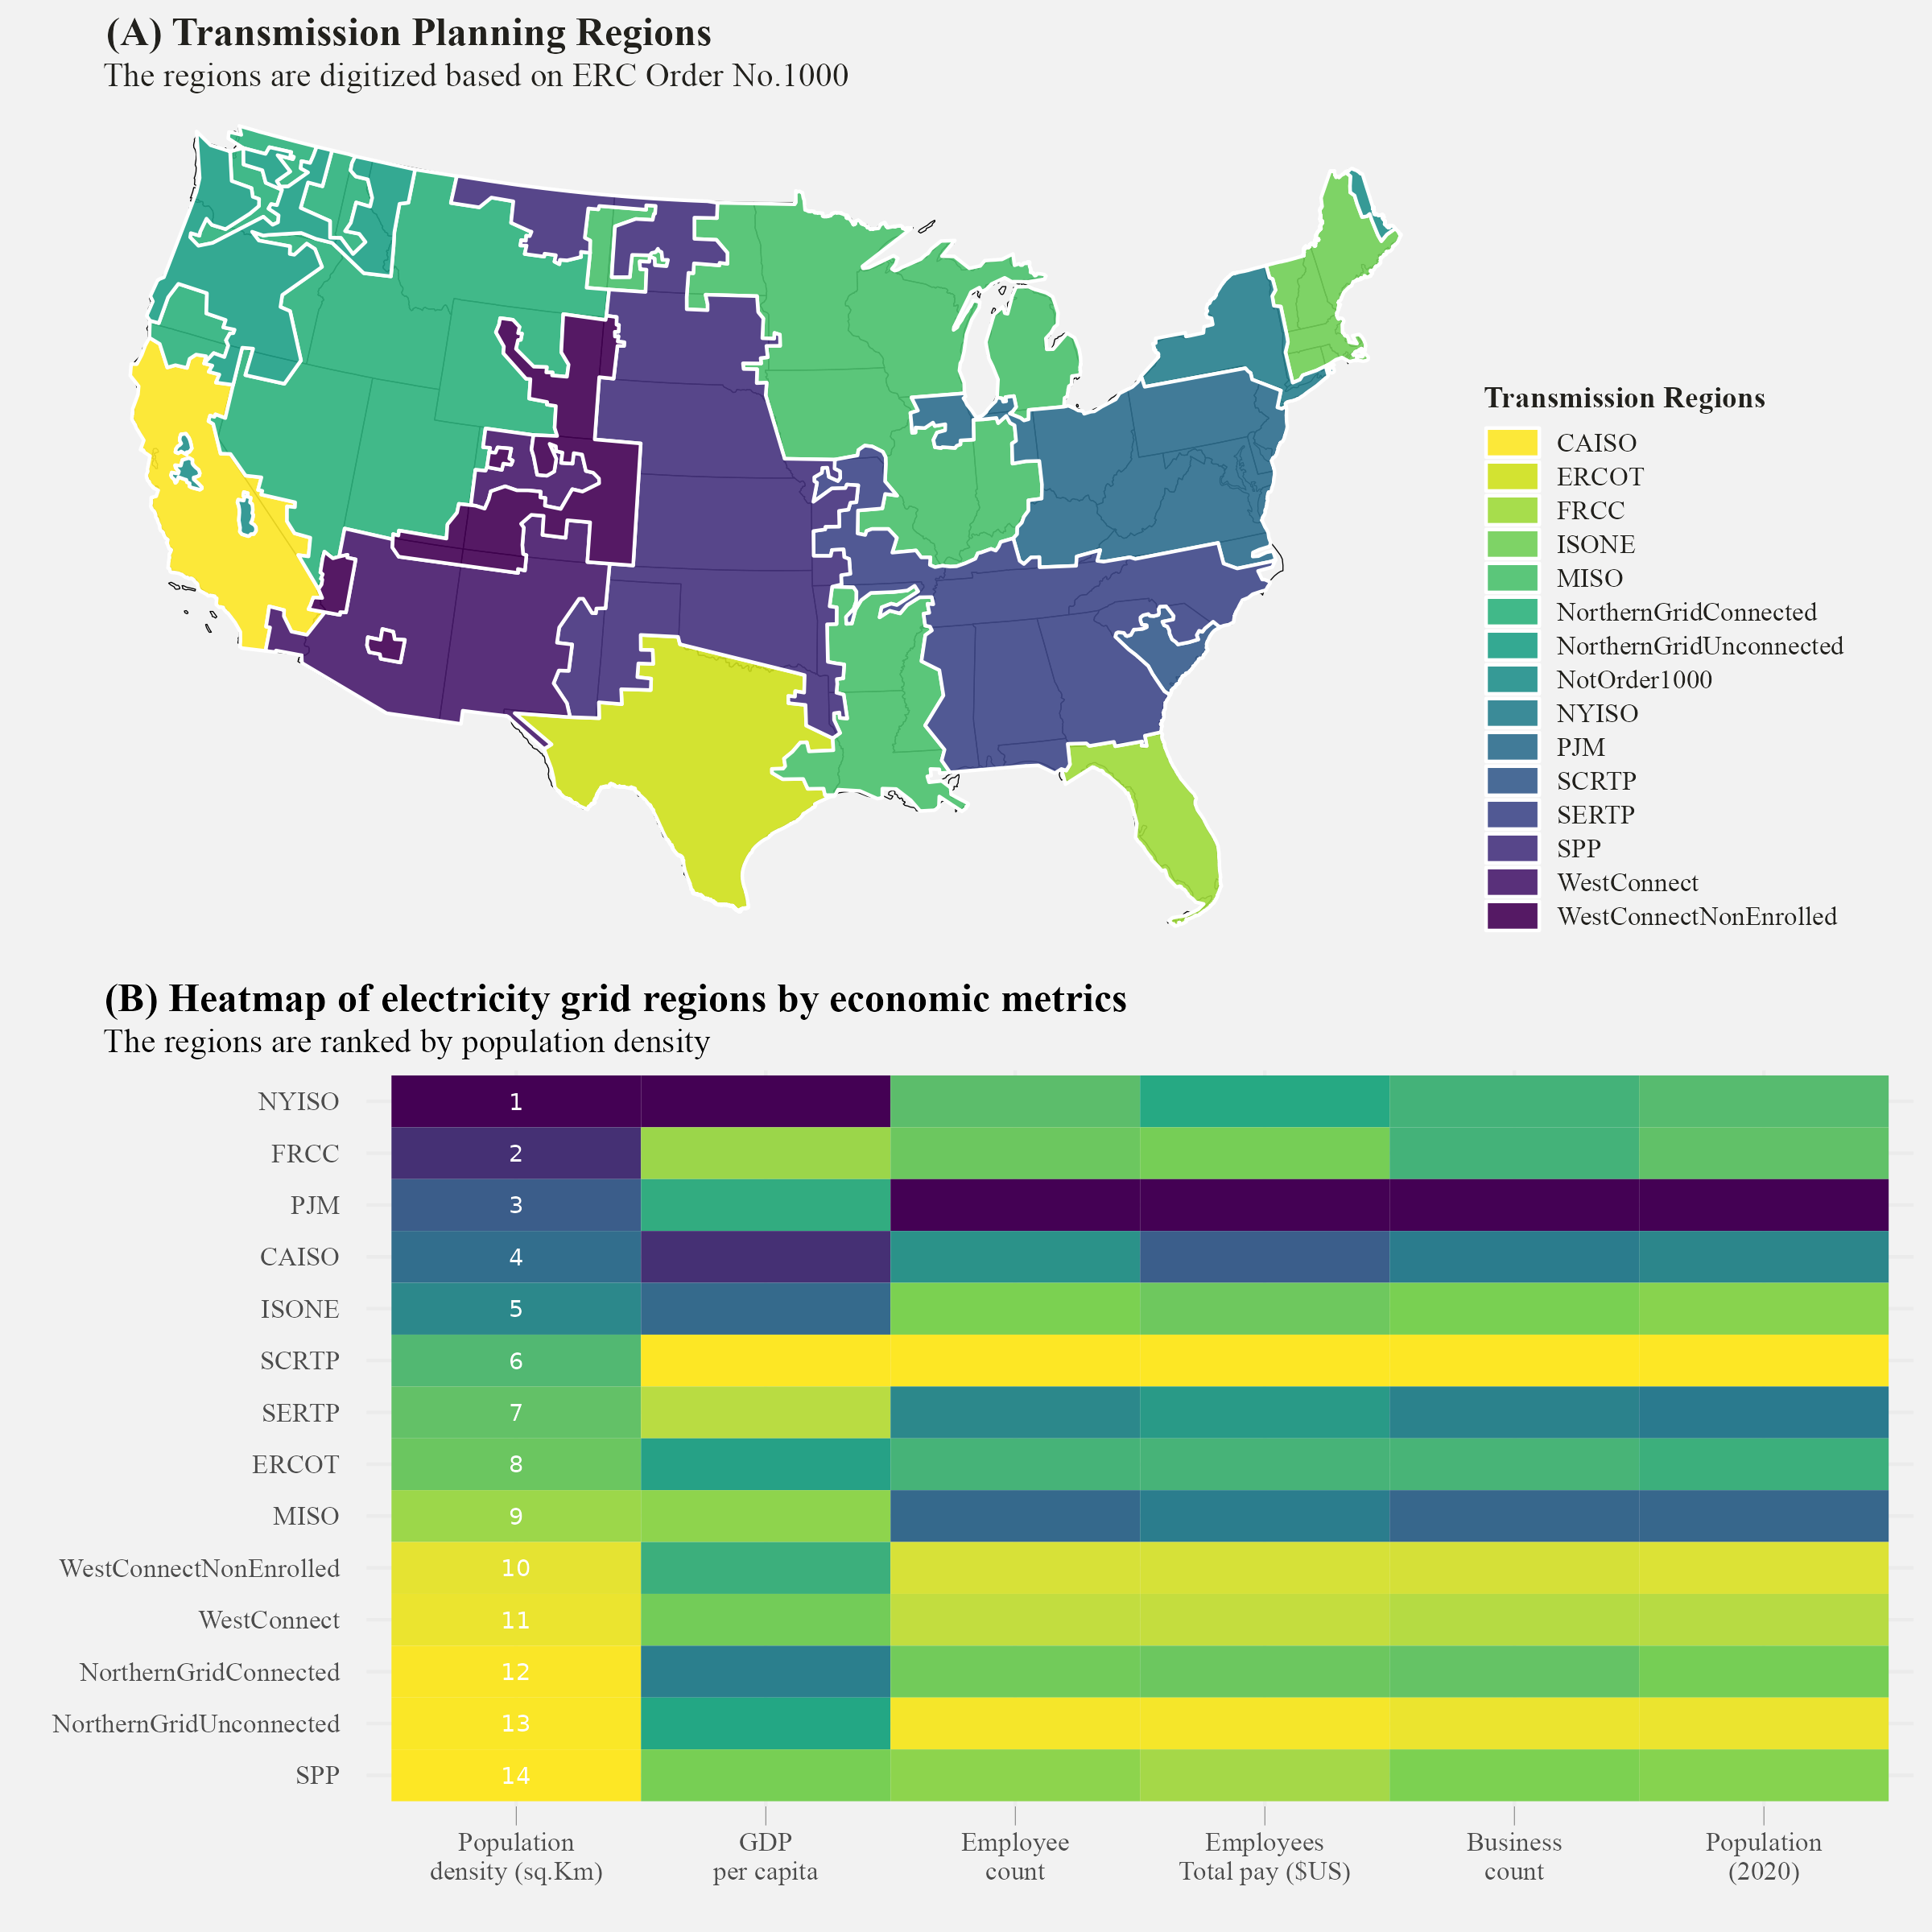 (A) Transmission Planning Regions
The regions are digitized based on ERC Order No.1000
Transmission Regions
CAISO
ERCOT
FRCC
ISONE
MISO
NorthernGridConnected
NorthernGridUnconnected
NotOrder1000
NYISO
PJM
SCRTP
SERTP
SPP
WestConnect
WestConnectNonEnrolled
(B) Heatmap of electricity grid regions by economic metrics
The regions are ranked by population density
NYISO 1
FRCC 2
PJM 3
CAISO 4
ISONE 5
SCRTP 6
SERTP 7
ERCOT 8
MISO 9
WestConnectNonEnrolled 10
WestConnect 11
NorthernGridConnected 12
NorthernGridUnconnected 13
SPP 14
Population GDP Employee Employees Business Population
density (sq.Km) per capita count Total pay ($US) count (2020)